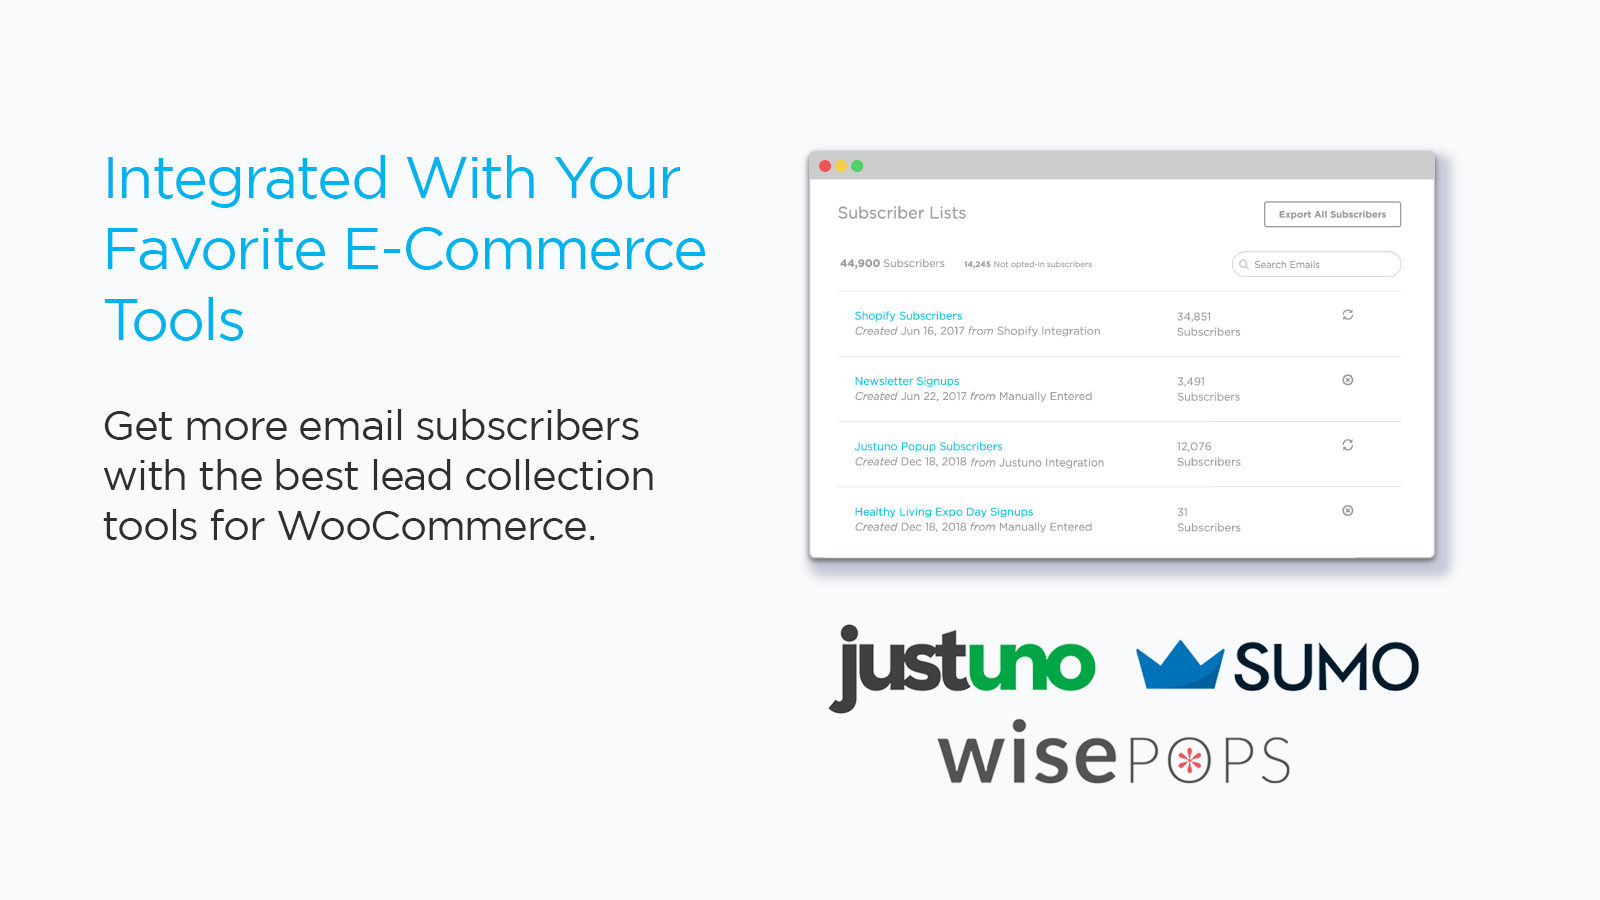 Integrated With Your
Favorite E-Commerce
Tools
Get more email subscribers
with the best lead collection
tools for WooCommerce.
Subscriber Lists
Export All Subscribers
44,900 Subscribers
14,245 Not opted-in subscribers
Search Emails
Shopify Subscribers
Created Jun 16, 2017 from Shopify Integration
34,851
Subscribers
Newsletter Signups
Created Jun 22, 2017 from Manually Entered
3,491
Subscribers
Justuno Popup Subscribers
Created Dec 18, 2018 from Justuno Integration
12,076
Subscribers
Healthy Living Expo Day Signups
Created Dec 18, 2018 from Manually Entered
31
Subscribers
justuno
SUMO
wisePOPS